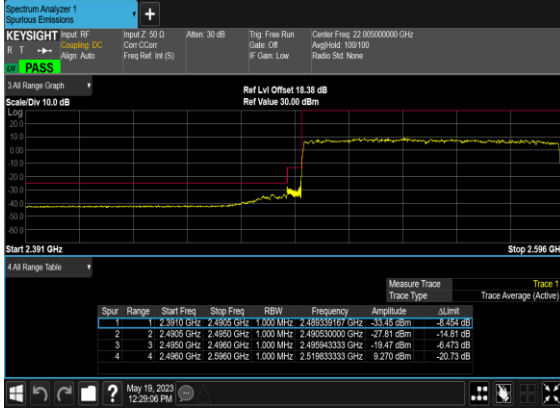 Spectrum Analyzer 1
Spurious Emissions
+
KEYSIGHT Input: RF Input Z: 50 Ω Atten: 30 dB Trig: Free Run Center Freq: 22.005000000 GHz
R T Coupling: DC Corr CCorr Gate: Off Avg|Hold: 100/100
Align: Auto Freq Ref: Int (S) IF Gain: Low Radio Std: None
LXI PASS
3 All Range Graph
Ref Lvl Offset 18.38 dB
Scale/Div 10.0 dB Ref Value 30.00 dBm
Log
20.0
10.0
0.00
-10.0
-20.0
-30.0
-40.0
-50.0
-60.0
Start 2.391 GHz Stop 2.596 GHz
4 All Range Table
Measure Trace Trace 1
Trace Type Trace Average (Active)
Spur Range Start Freq Stop Freq RBW Frequency Amplitude ΔLimit
1 1 2.3910 GHz 2.4905 GHz 1.000 MHz 2.489339167 GHz -33.45 dBm -8.454 dB
2 2 2.4905 GHz 2.4950 GHz 1.000 MHz 2.490530000 GHz -27.81 dBm -14.81 dB
3 3 2.4950 GHz 2.4960 GHz 1.000 MHz 2.495943333 GHz -19.47 dBm -6.473 dB
4 4 2.4960 GHz 2.5960 GHz 1.000 MHz 2.519833333 GHz 9.270 dBm -20.73 dB
? May 19, 2023
12:29:06 PM